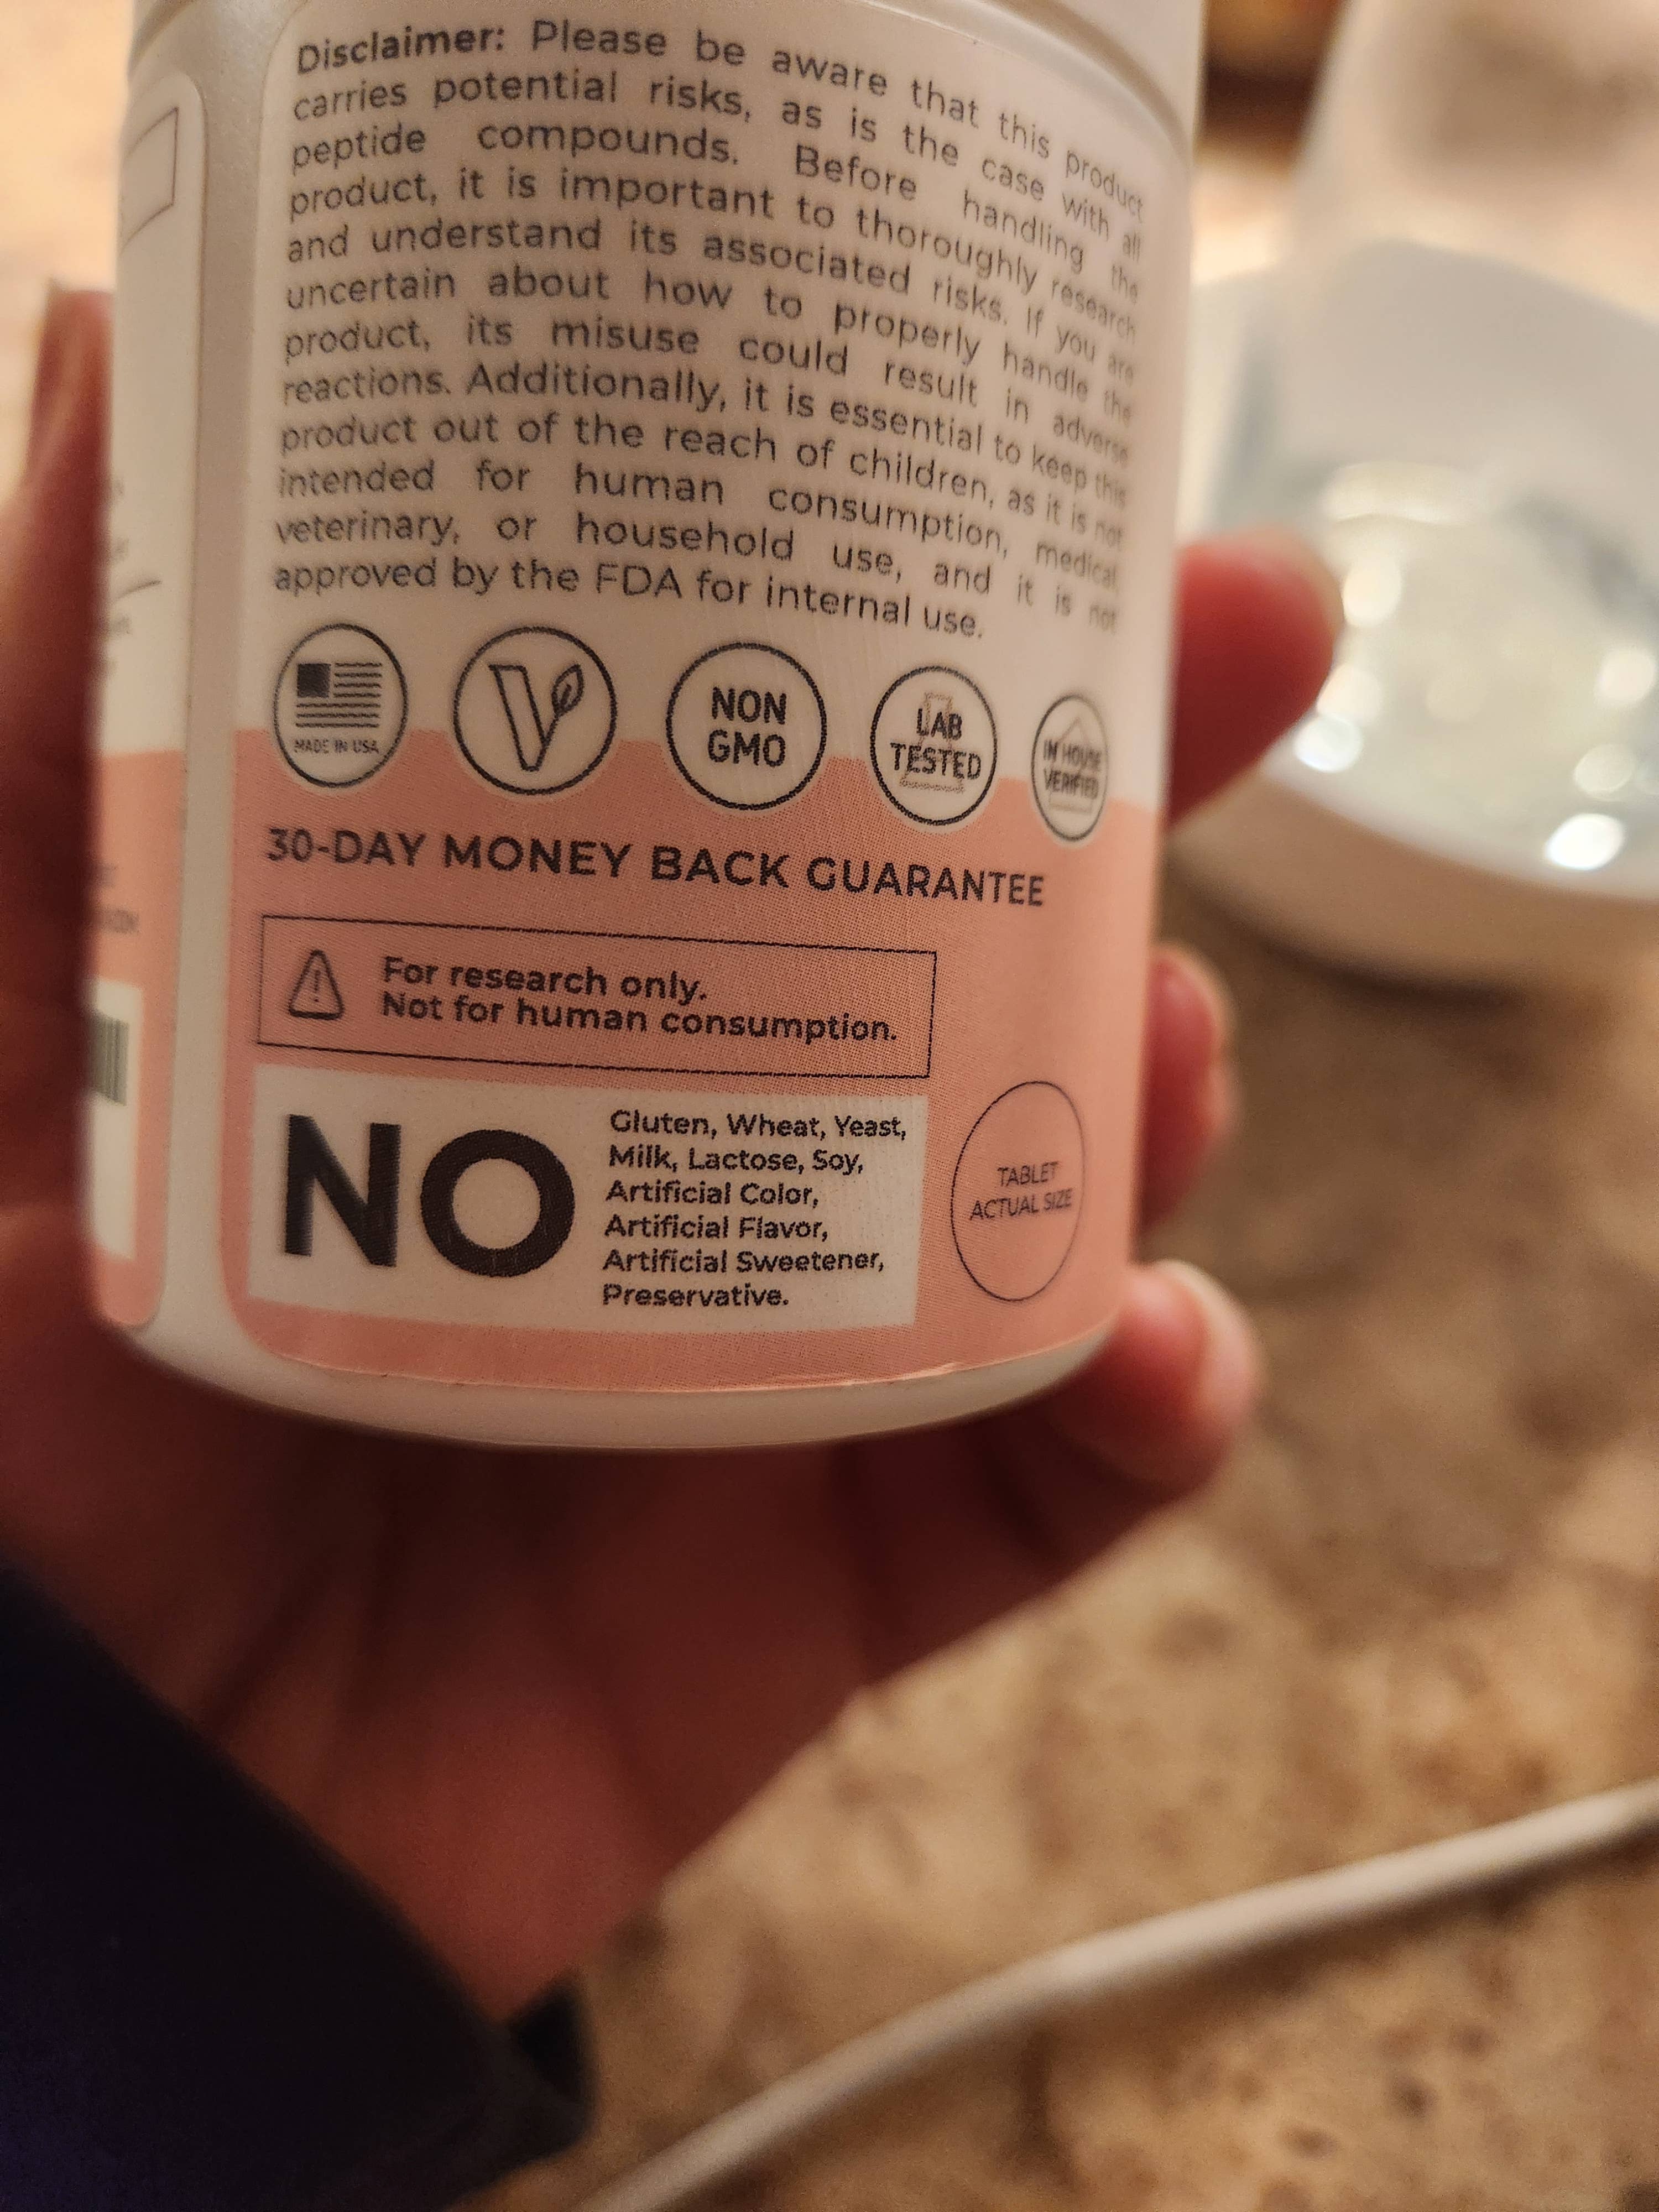 Disclaimer: Please be aware that this product
carries potential risks, as is the case with all
peptide compounds. Before handling the
product, it is important to thoroughly research
and understand its associated risks. If you are
uncertain about how to properly handle the
product, its misuse could result in adverse
reactions. Additionally, it is essential to keep this
product out of the reach of children, as it is not
intended for human consumption, medical
veterinary, or household use, and it is not
approved by the FDA for internal use.
MADE IN USA
V
NON
GMO
LAB
TESTED
IN HOUSE
VERIFIED
30-DAY MONEY BACK GUARANTEE
For research only.
Not for human consumption.
NO
Gluten, Wheat, Yeast,
Milk, Lactose, Soy,
Artificial Color,
Artificial Flavor,
Artificial Sweetener,
Preservative.
TABLET
ACTUAL SIZE